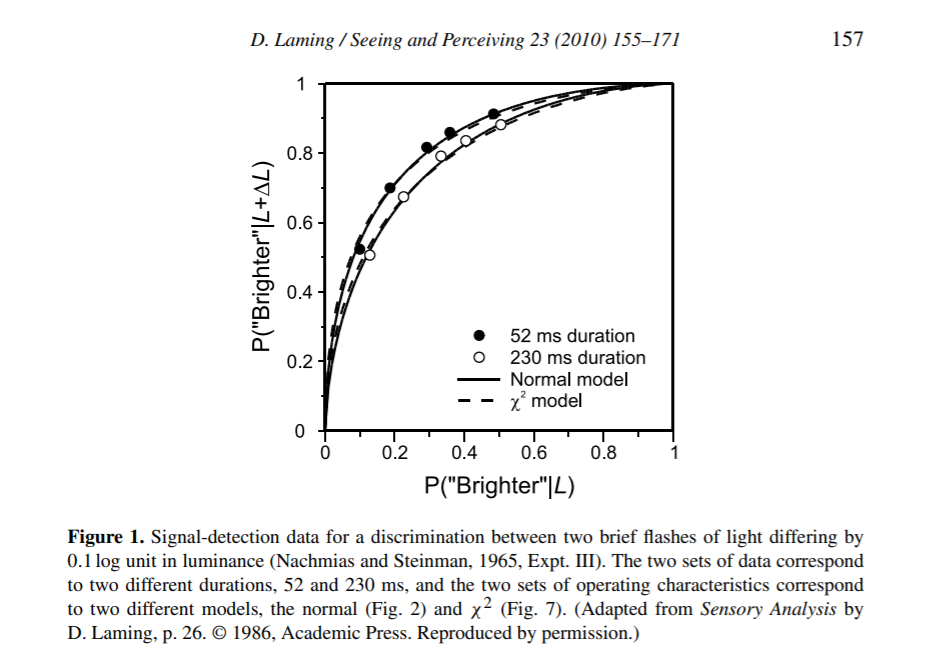 D. Laming / Seeing and Perceiving 23 (2010) 155–171 157
1
0.8
0.6
0.4
0.2
0
P("Brighter"|L+ΔL)
52 ms duration
230 ms duration
Normal model
χ² model
0 0.2 0.4 0.6 0.8 1
P("Brighter"|L)
Figure 1. Signal-detection data for a discrimination between two brief flashes of light differing by
0.1 log unit in luminance (Nachmias and Steinman, 1965, Expt. III). The two sets of data correspond
to two different durations, 52 and 230 ms, and the two sets of operating characteristics correspond
to two different models, the normal (Fig. 2) and χ² (Fig. 7). (Adapted from Sensory Analysis by
D. Laming, p. 26. © 1986, Academic Press. Reproduced by permission.)